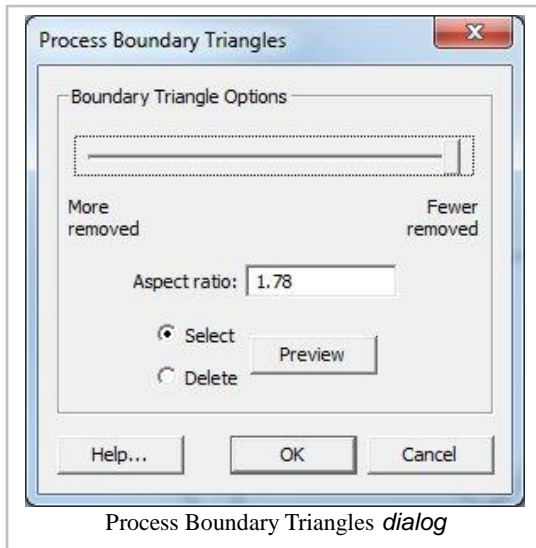 Process Boundary Triangles
Boundary Triangle Options
More removed
Fewer removed
Aspect ratio: 1.78
Select
Preview
Delete
Help...
OK
Cancel
Process Boundary Triangles dialog